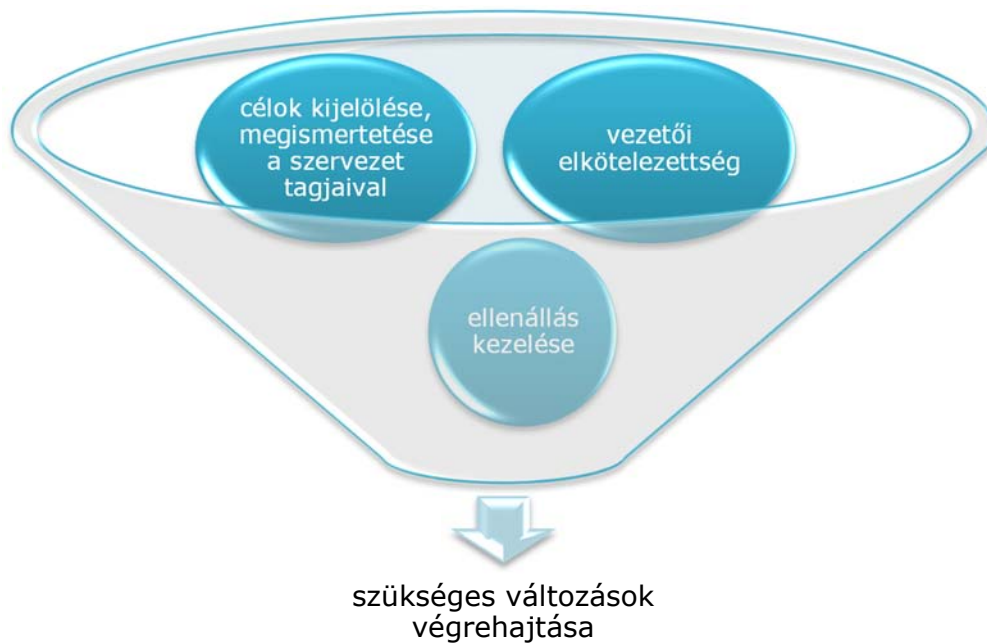 célok kijelölése,
megismertetése
a szervezet
tagjaival
vezetői
elkötelezettség
ellenállás
kezelése
szükséges változások
végrehajtása